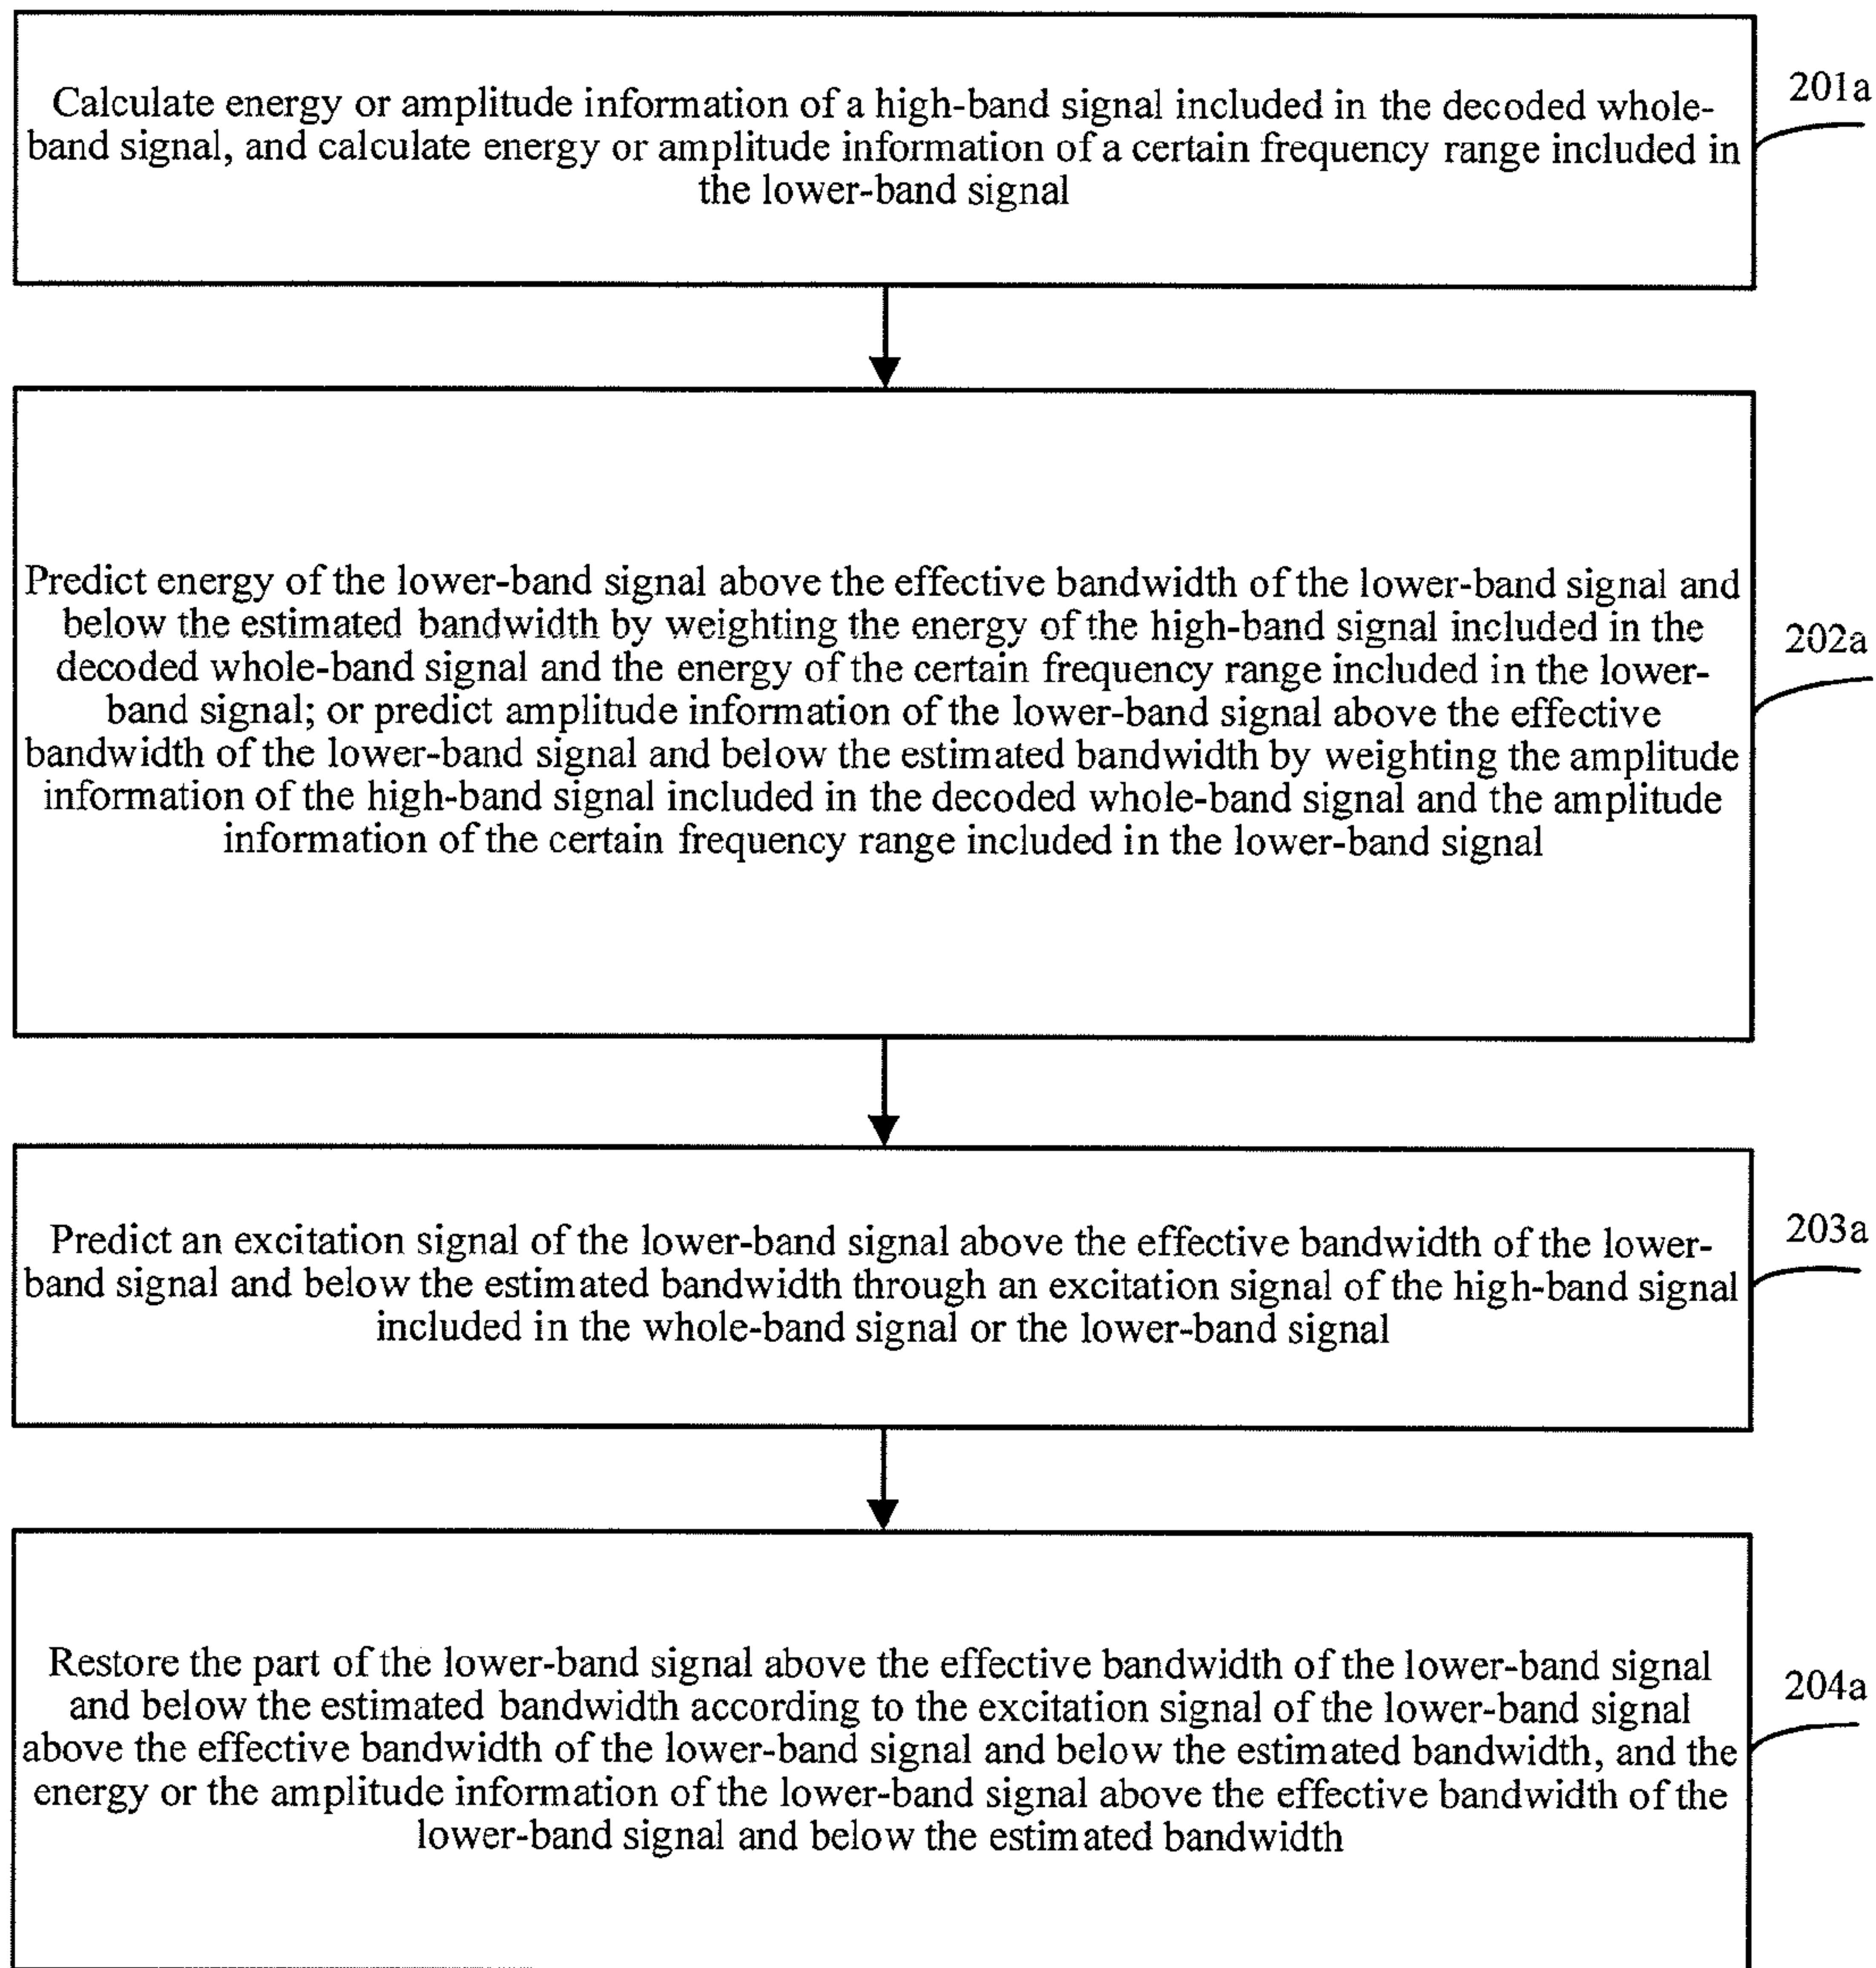 Calculate energy or amplitude information of a high-band signal included in the decoded whole-
band signal, and calculate energy or amplitude information of a certain frequency range included in
the lower-band signal
201a
Predict energy of the lower-band signal above the effective bandwidth of the lower-band signal and
below the estimated bandwidth by weighting the energy of the high-band signal included in the
decoded whole-band signal and the energy of the certain frequency range included in the lower-
band signal; or predict amplitude information of the lower-band signal above the effective
bandwidth of the lower-band signal and below the estimated bandwidth by weighting the amplitude
information of the high-band signal included in the decoded whole-band signal and the amplitude
information of the certain frequency range included in the lower-band signal
202a
Predict an excitation signal of the lower-band signal above the effective bandwidth of the lower-
band signal and below the estimated bandwidth through an excitation signal of the high-band signal
included in the whole-band signal or the lower-band signal
203a
Restore the part of the lower-band signal above the effective bandwidth of the lower-band signal
and below the estimated bandwidth according to the excitation signal of the lower-band signal
above the effective bandwidth of the lower-band signal and below the estimated bandwidth, and the
energy or the amplitude information of the lower-band signal above the effective bandwidth of the
lower-band signal and below the estimated bandwidth
204a